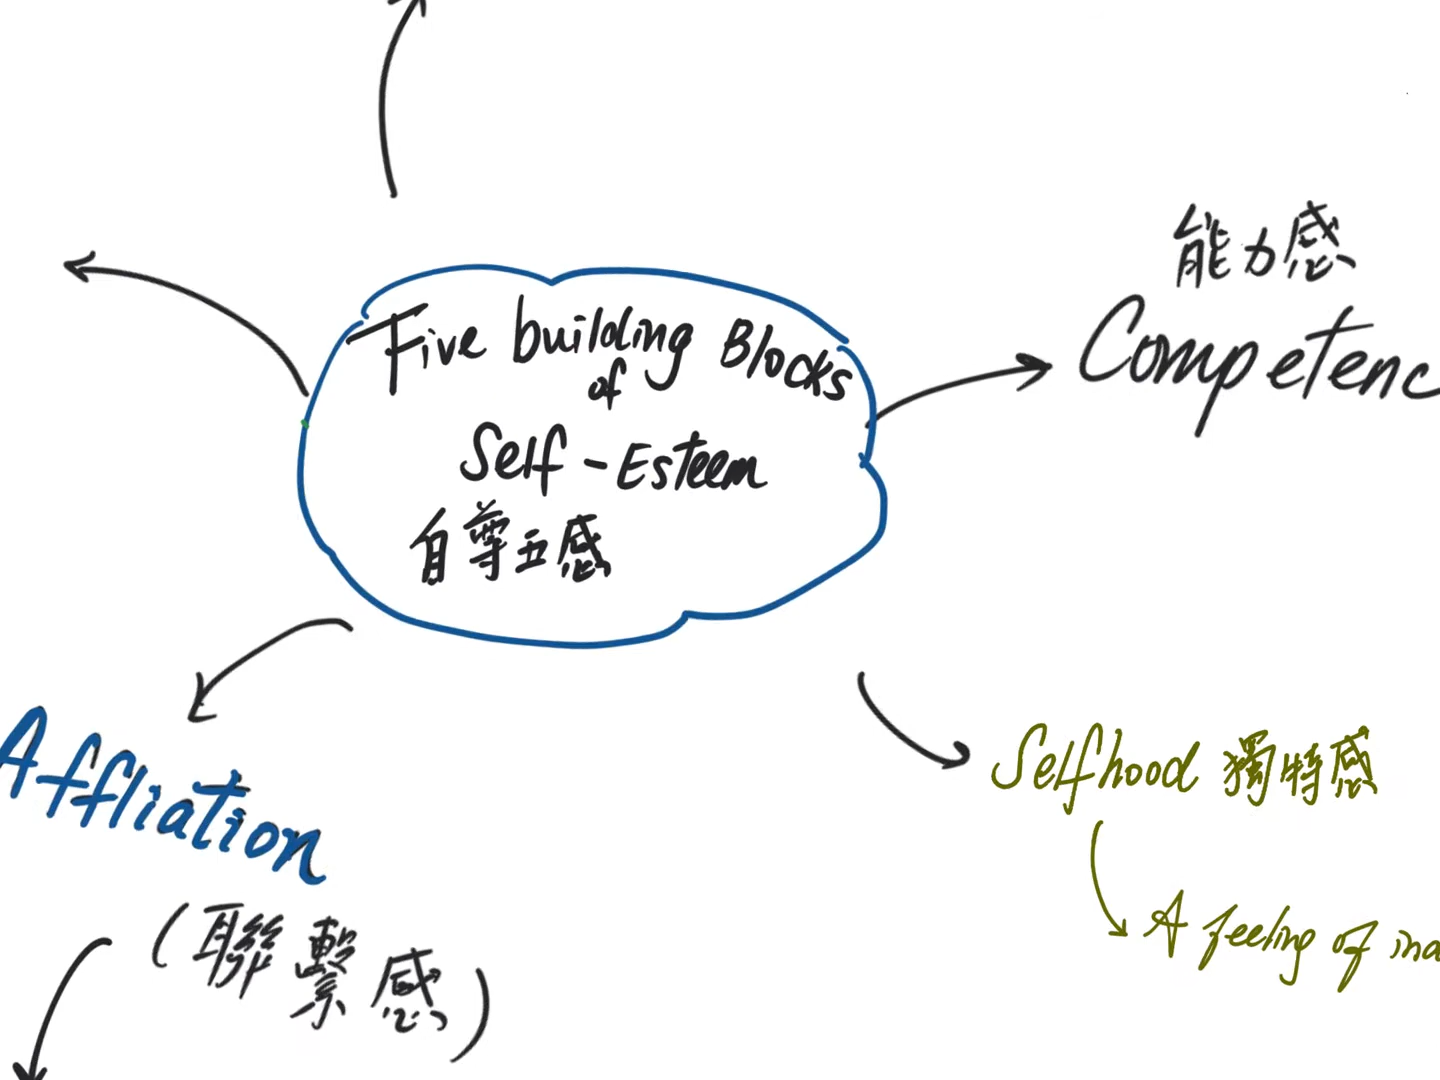 Five building Blocks
of
Self-Esteem
自尊五感
能力感
Competenc
Selfhood 獨特感
A feeling of
Affliation
(聯繫感)